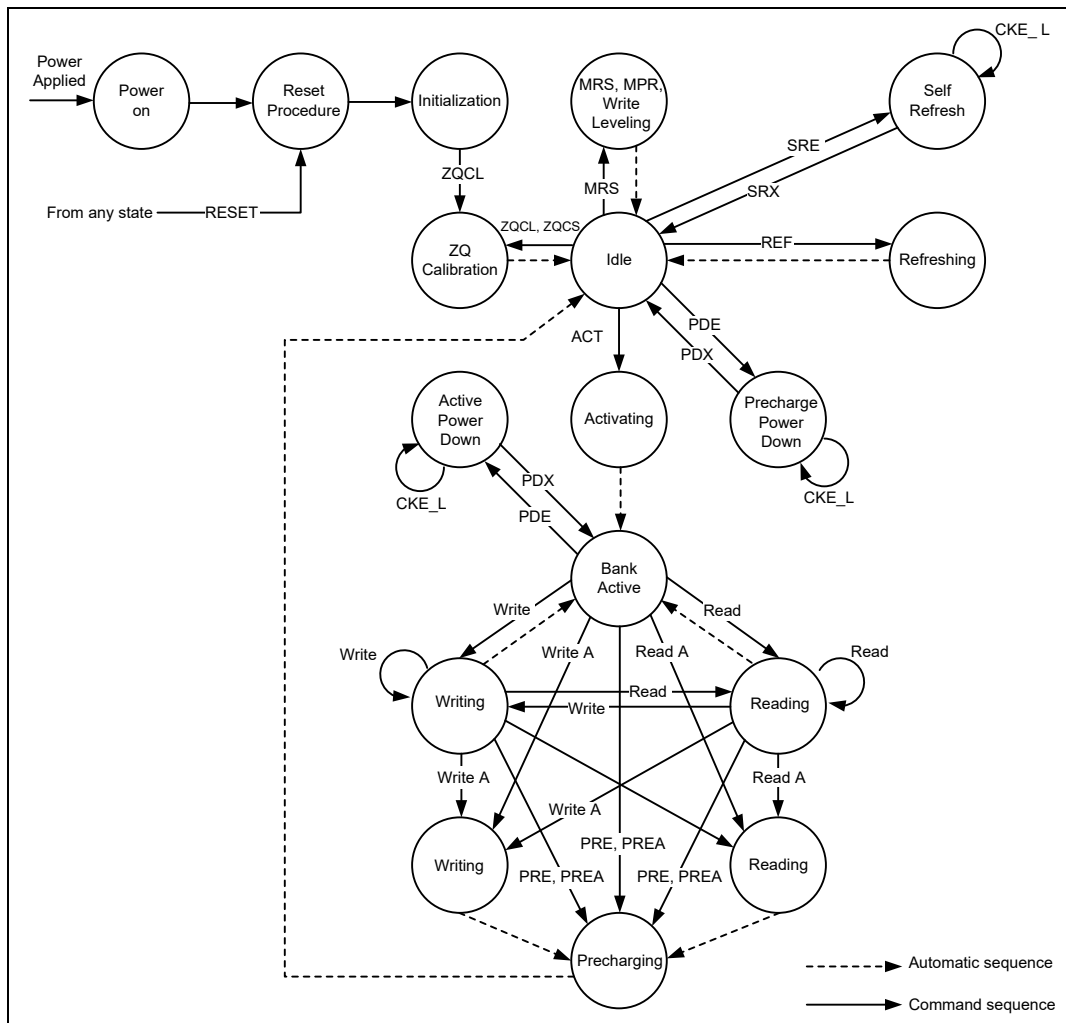 CKE_ L
Power
Applied
Power
on
Reset
Procedure
Initialization
MRS, MPR,
Write
Leveling
Self
Refresh
SRE
ZQCL
MRS
SRX
From any state
RESET
ZQCL, ZQCS
REF
ZQ
Calibration
Idle
Refreshing
PDE
ACT
PDX
Active
Power
Down
Activating
Precharge
Power
Down
PDX
CKE_L
CKE_L
PDE
Bank
Active
Write
Read
Write
Write A
Read A
Read
Writing
Read
Write
Reading
Write A
Read A
Write A
Writing
PRE, PREA
PRE, PREA
PRE, PREA
Reading
Precharging
Automatic sequence
Command sequence